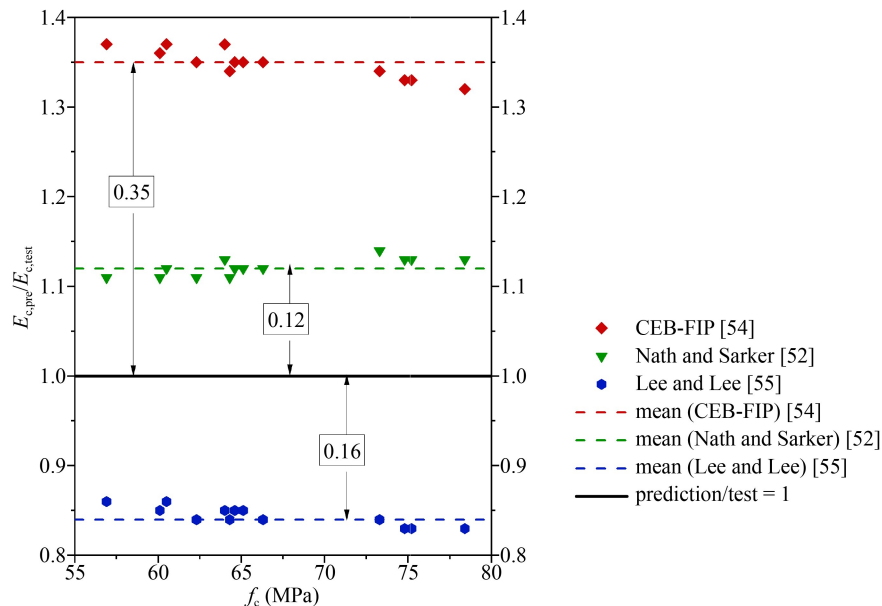 1.4
1.4
1.3
1.3
1.2
1.2
1.1
1.1
1.0
1.0
0.9
0.9
0.8
0.8
E_c,pre/E_c,test
0.35
0.12
0.16
55
60
65
70
75
80
f_c (MPa)
CEB-FIP [54]
Nath and Sarker [52]
Lee and Lee [55]
mean (CEB-FIP) [54]
mean (Nath and Sarker) [52]
mean (Lee and Lee) [55]
prediction/test = 1